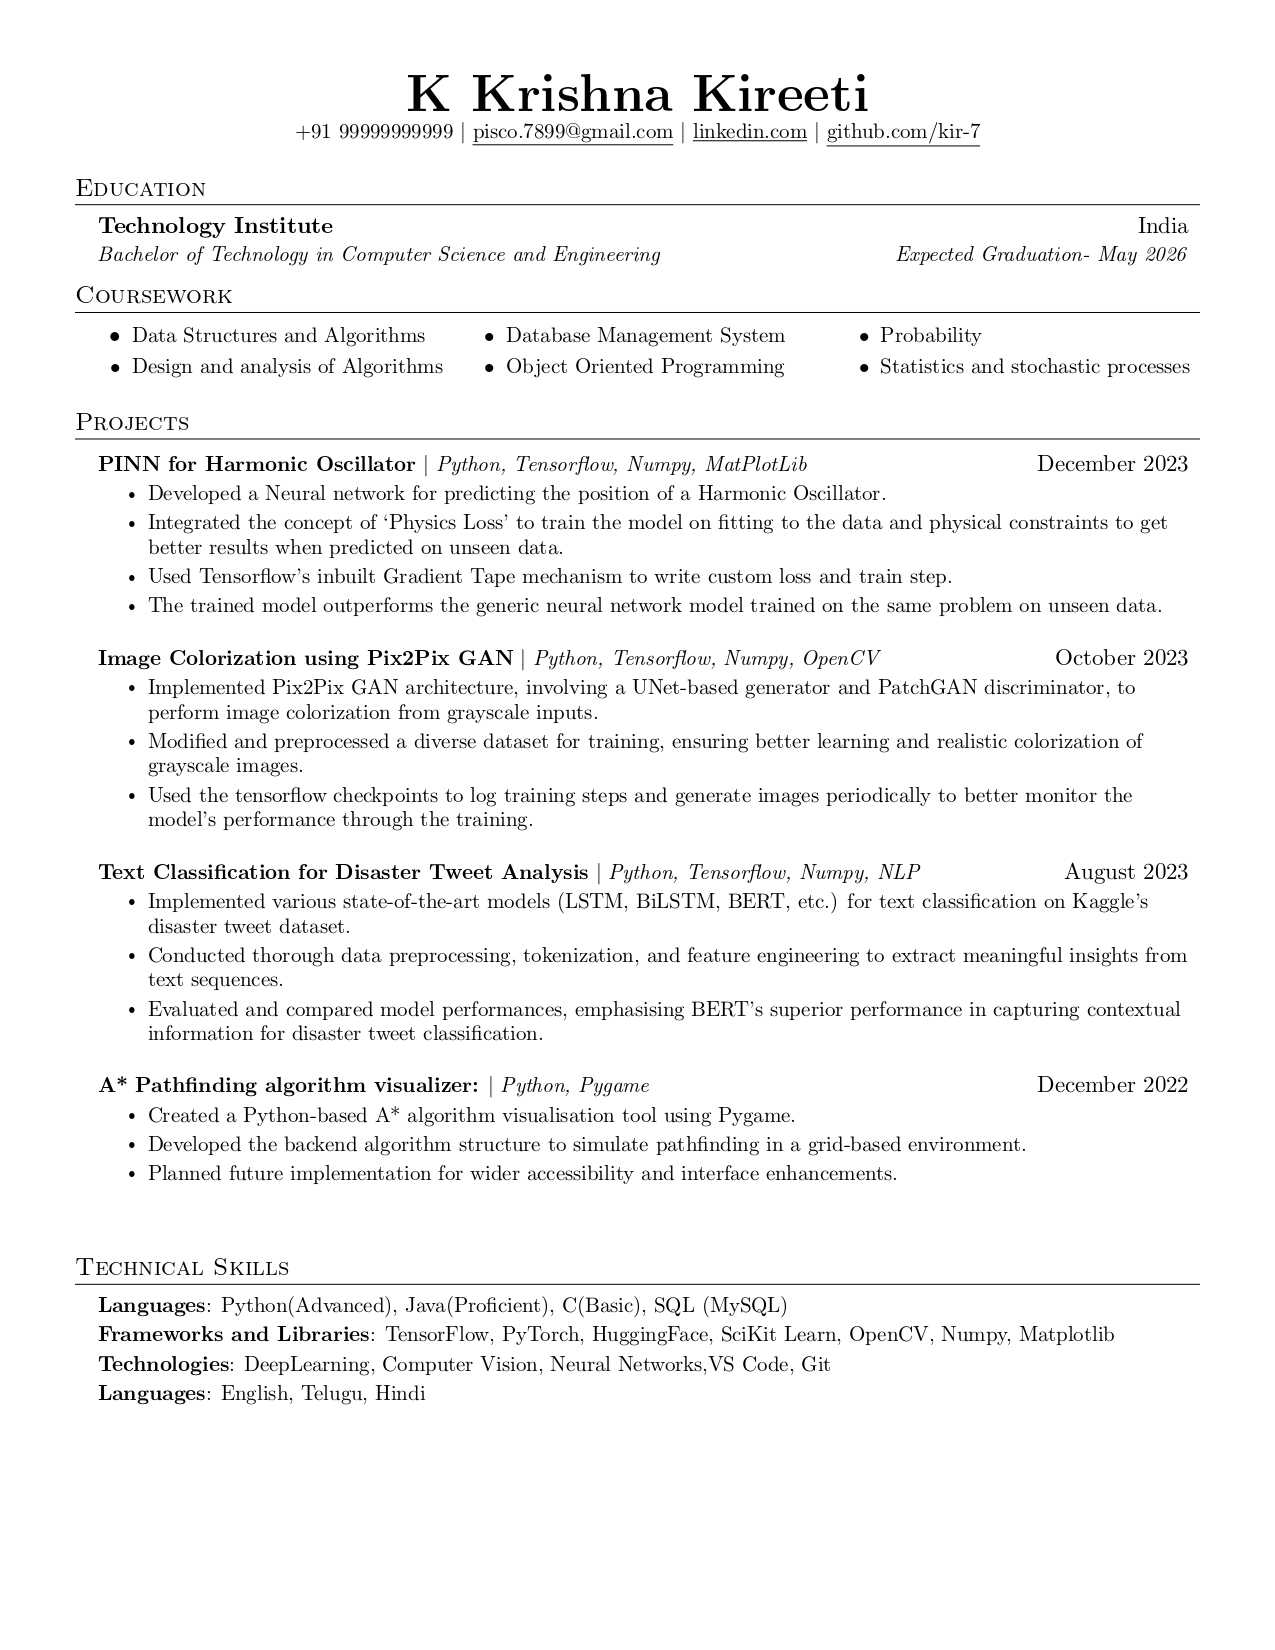 K Krishna Kireeti
+91 99999999999 | pisco.7899@gmail.com | linkedin.com | github.com/kir-7
Education
Technology Institute India
Bachelor of Technology in Computer Science and Engineering Expected Graduation- May 2026
Coursework
• Data Structures and Algorithms • Database Management System • Probability
• Design and analysis of Algorithms • Object Oriented Programming • Statistics and stochastic processes
Projects
PINN for Harmonic Oscillator | Python, Tensorflow, Numpy, MatPlotLib December 2023
• Developed a Neural network for predicting the position of a Harmonic Oscillator.
• Integrated the concept of ‘Physics Loss’ to train the model on fitting to the data and physical constraints to get
better results when predicted on unseen data.
• Used Tensorflow’s inbuilt Gradient Tape mechanism to write custom loss and train step.
• The trained model outperforms the generic neural network model trained on the same problem on unseen data.
Image Colorization using Pix2Pix GAN | Python, Tensorflow, Numpy, OpenCV October 2023
• Implemented Pix2Pix GAN architecture, involving a UNet-based generator and PatchGAN discriminator, to
perform image colorization from grayscale inputs.
• Modified and preprocessed a diverse dataset for training, ensuring better learning and realistic colorization of
grayscale images.
• Used the tensorflow checkpoints to log training steps and generate images periodically to better monitor the
model’s performance through the training.
Text Classification for Disaster Tweet Analysis | Python, Tensorflow, Numpy, NLP August 2023
• Implemented various state-of-the-art models (LSTM, BiLSTM, BERT, etc.) for text classification on Kaggle’s
disaster tweet dataset.
• Conducted thorough data preprocessing, tokenization, and feature engineering to extract meaningful insights from
text sequences.
• Evaluated and compared model performances, emphasising BERT’s superior performance in capturing contextual
information for disaster tweet classification.
A* Pathfinding algorithm visualizer: | Python, Pygame December 2022
• Created a Python-based A* algorithm visualisation tool using Pygame.
• Developed the backend algorithm structure to simulate pathfinding in a grid-based environment.
• Planned future implementation for wider accessibility and interface enhancements.
Technical Skills
Languages: Python(Advanced), Java(Proficient), C(Basic), SQL (MySQL)
Frameworks and Libraries: TensorFlow, PyTorch, HuggingFace, SciKit Learn, OpenCV, Numpy, Matplotlib
Technologies: DeepLearning, Computer Vision, Neural Networks,VS Code, Git
Languages: English, Telugu, Hindi